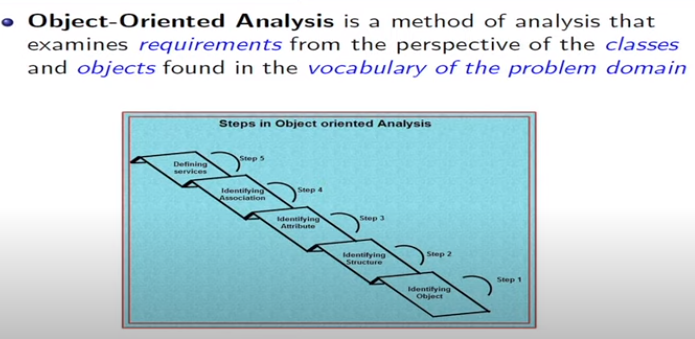 • Object-Oriented Analysis is a method of analysis that
examines requirements from the perspective of the classes
and objects found in the vocabulary of the problem domain
Steps in Object oriented Analysis
Defining
services
Step 5
Identifying
Association
Step 4
Identifying
Attribute
Step 3
Identifying
Structure
Step 2
Identifying
Object
Step 1